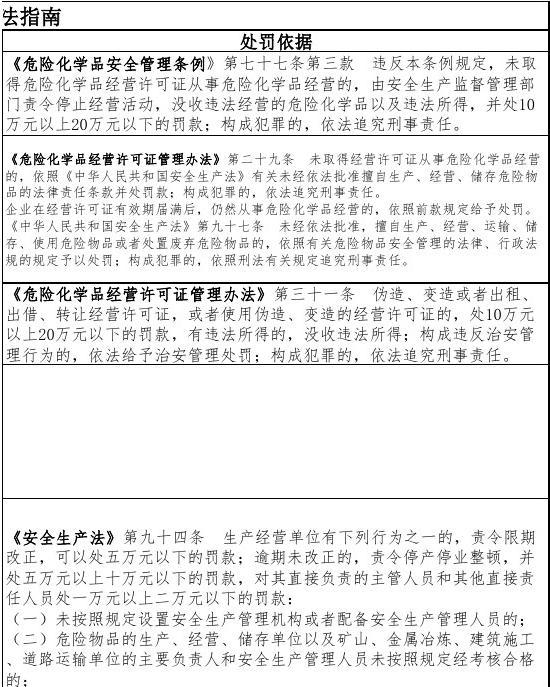 法指南
处罚依据
《危险化学品安全管理条例》第七十七条第三款　违反本条例规定，未取
得危险化学品经营许可证从事危险化学品经营的，由安全生产监督管理部
门责令停止经营活动，没收违法经营的危险化学品以及违法所得，并处10
万元以上20万元以下的罚款；构成犯罪的，依法追究刑事责任。
《危险化学品经营许可证管理办法》第二十九条　未取得经营许可证从事危险化学品经营
的，依照《中华人民共和国安全生产法》有关未经依法批准擅自生产、经营、储存危险物
品的法律责任条款并处罚款；构成犯罪的，依法追究刑事责任。
企业在经营许可证有效期届满后，仍然从事危险化学品经营的，依照前款规定给予处罚。
《中华人民共和国安全生产法》第九十七条　未经依法批准，擅自生产、经营、运输、储
存、使用危险物品或者处置废弃危险物品的，依照有关危险物品安全管理的法律、行政法
规的规定予以处罚；构成犯罪的，依照刑法有关规定追究刑事责任。
《危险化学品经营许可证管理办法》第三十一条　伪造、变造或者出租、
出借、转让经营许可证，或者使用伪造、变造的经营许可证的，处10万元
以上20万元以下的罚款，有违法所得的，没收违法所得；构成违反治安管
理行为的，依法给予治安管理处罚；构成犯罪的，依法追究刑事责任。
《安全生产法》第九十四条　生产经营单位有下列行为之一的，责令限期
改正，可以处五万元以下的罚款；逾期未改正的，责令停产停业整顿，并
处五万元以上十万元以下的罚款，对其直接负责的主管人员和其他直接责
任人员处一万元以上二万元以下的罚款：
（一）未按照规定设置安全生产管理机构或者配备安全生产管理人员的；
（二）危险物品的生产、经营、储存单位以及矿山、金属冶炼、建筑施工
、道路运输单位的主要负责人和安全生产管理人员未按照规定经考核合格
的；